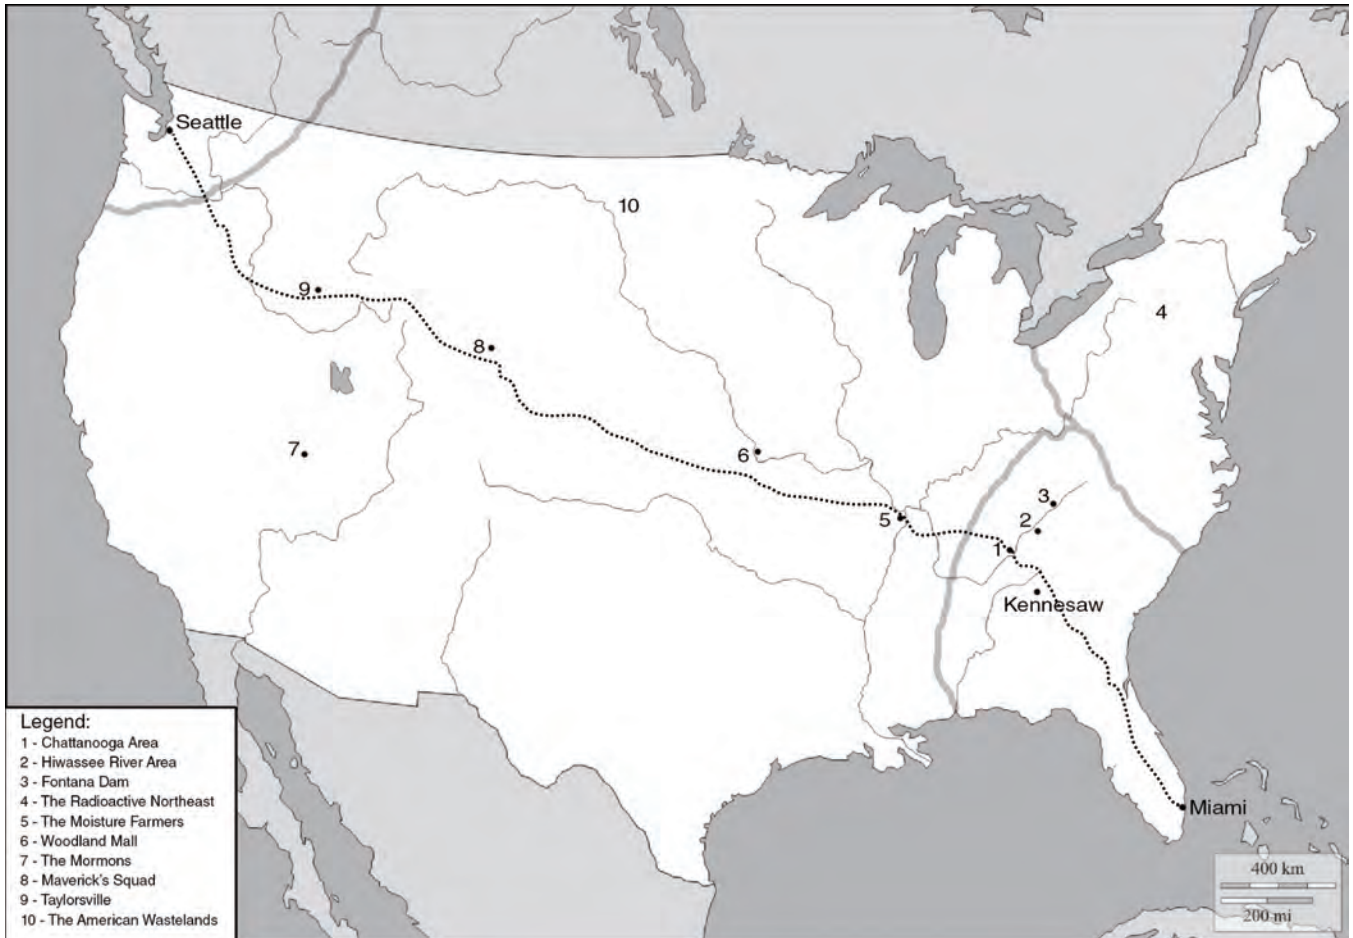 Seattle
10
9
4
8
7
6
5
3
2
1
Kennesaw
Miami
Legend:
1 - Chattanooga Area
2 - Hiwassee River Area
3 - Fontana Dam
4 - The Radioactive Northeast
5 - The Moisture Farmers
6 - Woodland Mall
7 - The Mormons
8 - Maverick's Squad
9 - Taylorsville
10 - The American Wastelands
400 km
200 mi